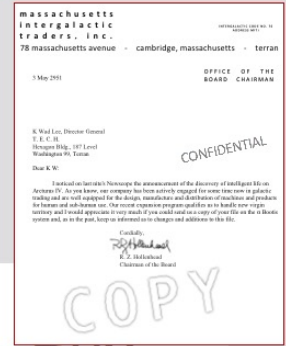 massachusetts
intergalactic
traders, inc.
INTERGALACTIC CODE NO. 12
78 massachusetts avenue - cambridge, massachusetts - terran
OFFICE OF THE
BOARD CHAIRMAN
3 May 2951
K Wad Lee, Director General
T. E. C. H.
Hexagon Bldg., 107 Level
Washington 99, Terran
CONFIDENTIAL
Dear K W:
I noticed on last nite's Newscope the announcement of the discovery of intelligent life on
Arcturus IV. As you know, our company has been actively engaged for some time now in galactic
trading and are well equipped for the design, manufacture and distribution of machines and products
for human and sub-human use. Our recent expansion program qualifies us to handle new virgin
territory and I would appreciate it very much if you could send us a copy of your file on the α Bootis
system and, as in the past, keep us informed us to changes and additions to this file.
Cordially,
R. Z. Hollenhead
Chairman of the Board
COPY